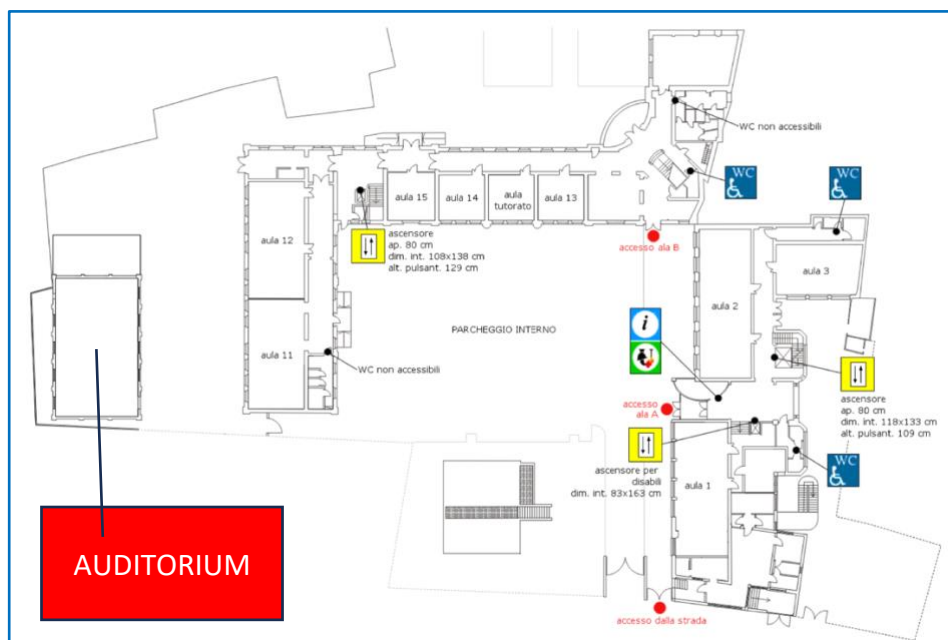 WC non accessibili
WC
WC
aula 15
aula 14
aula
tutorato
aula 13
aula 12
ascensore
ap. 80 cm
dim. int. 108x138 cm
alt. pulsant. 129 cm
accesso ala B
aula 3
aula 2
PARCHEGGIO INTERNO
i
aula 11
WC non accessibili
accesso
ala A
ascensore
ap. 80 cm
dim. int. 118x133 cm
alt. pulsant. 109 cm
ascensore per
disabili
dim. int. 83x163 cm
aula 1
WC
AUDITORIUM
accesso dalla strada